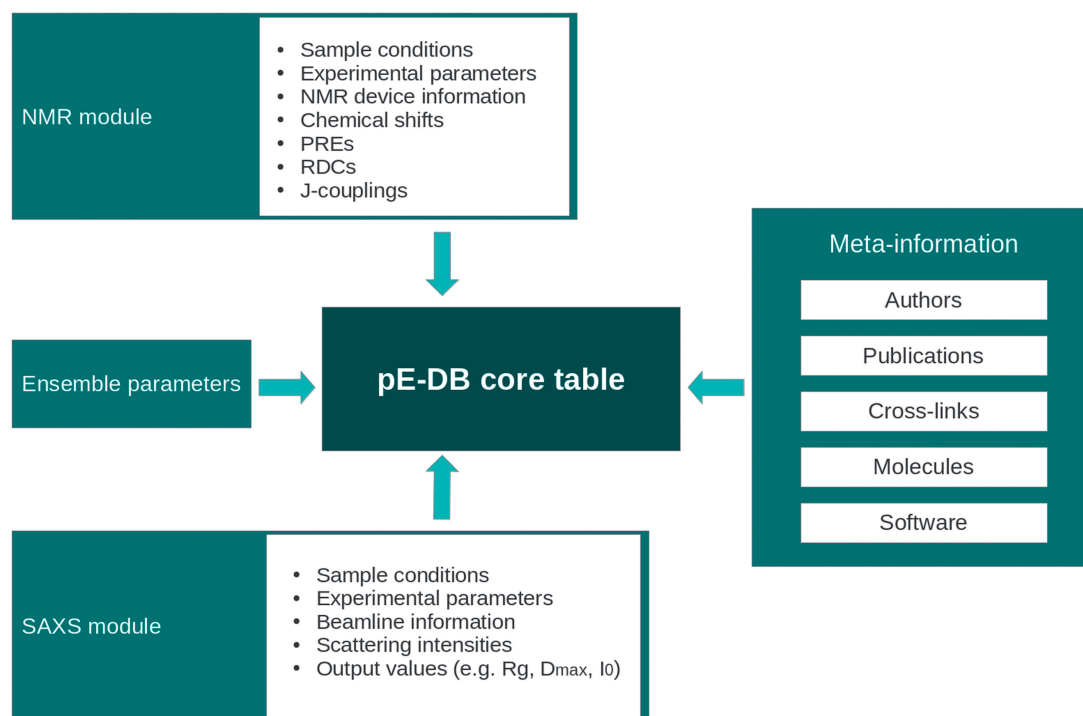 NMR module
• Sample conditions
• Experimental parameters
• NMR device information
• Chemical shifts
• PREs
• RDCs
• J-couplings
Ensemble parameters
pE-DB core table
Meta-information
Authors
Publications
Cross-links
Molecules
Software
SAXS module
• Sample conditions
• Experimental parameters
• Beamline information
• Scattering intensities
• Output values (e.g. Rg, Dmax, I0)